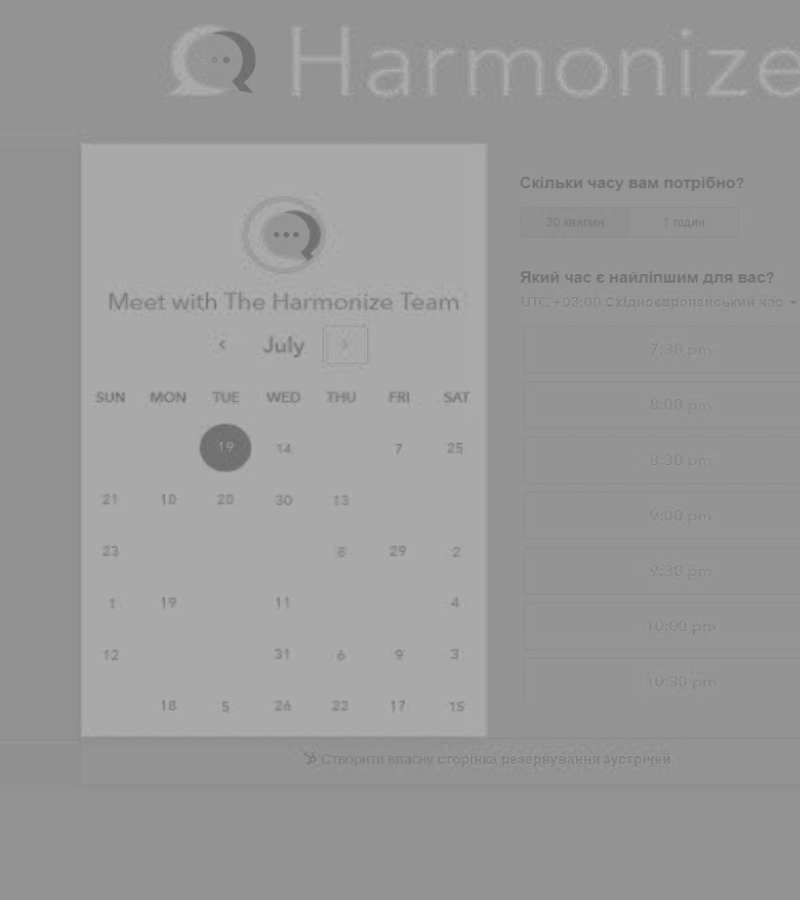 Harmonize
Meet with The Harmonize Team
‹ July ›
SUN MON TUE WED THU FRI SAT
19 14 7 25
21 10 20 30 13
23 8 29 2
1 19 11 4
12 31 6 9 3
18 5 26 22 17 15
Скільки часу вам потрібно?
30 хвилин 1 годин
Який час є найліпшим для вас?
UTC +03:00 Східноєвропейський час
7:30 pm
8:00 pm
8:30 pm
9:00 pm
9:30 pm
10:00 pm
10:30 pm
Створити власну сторінка резервування зустрічей